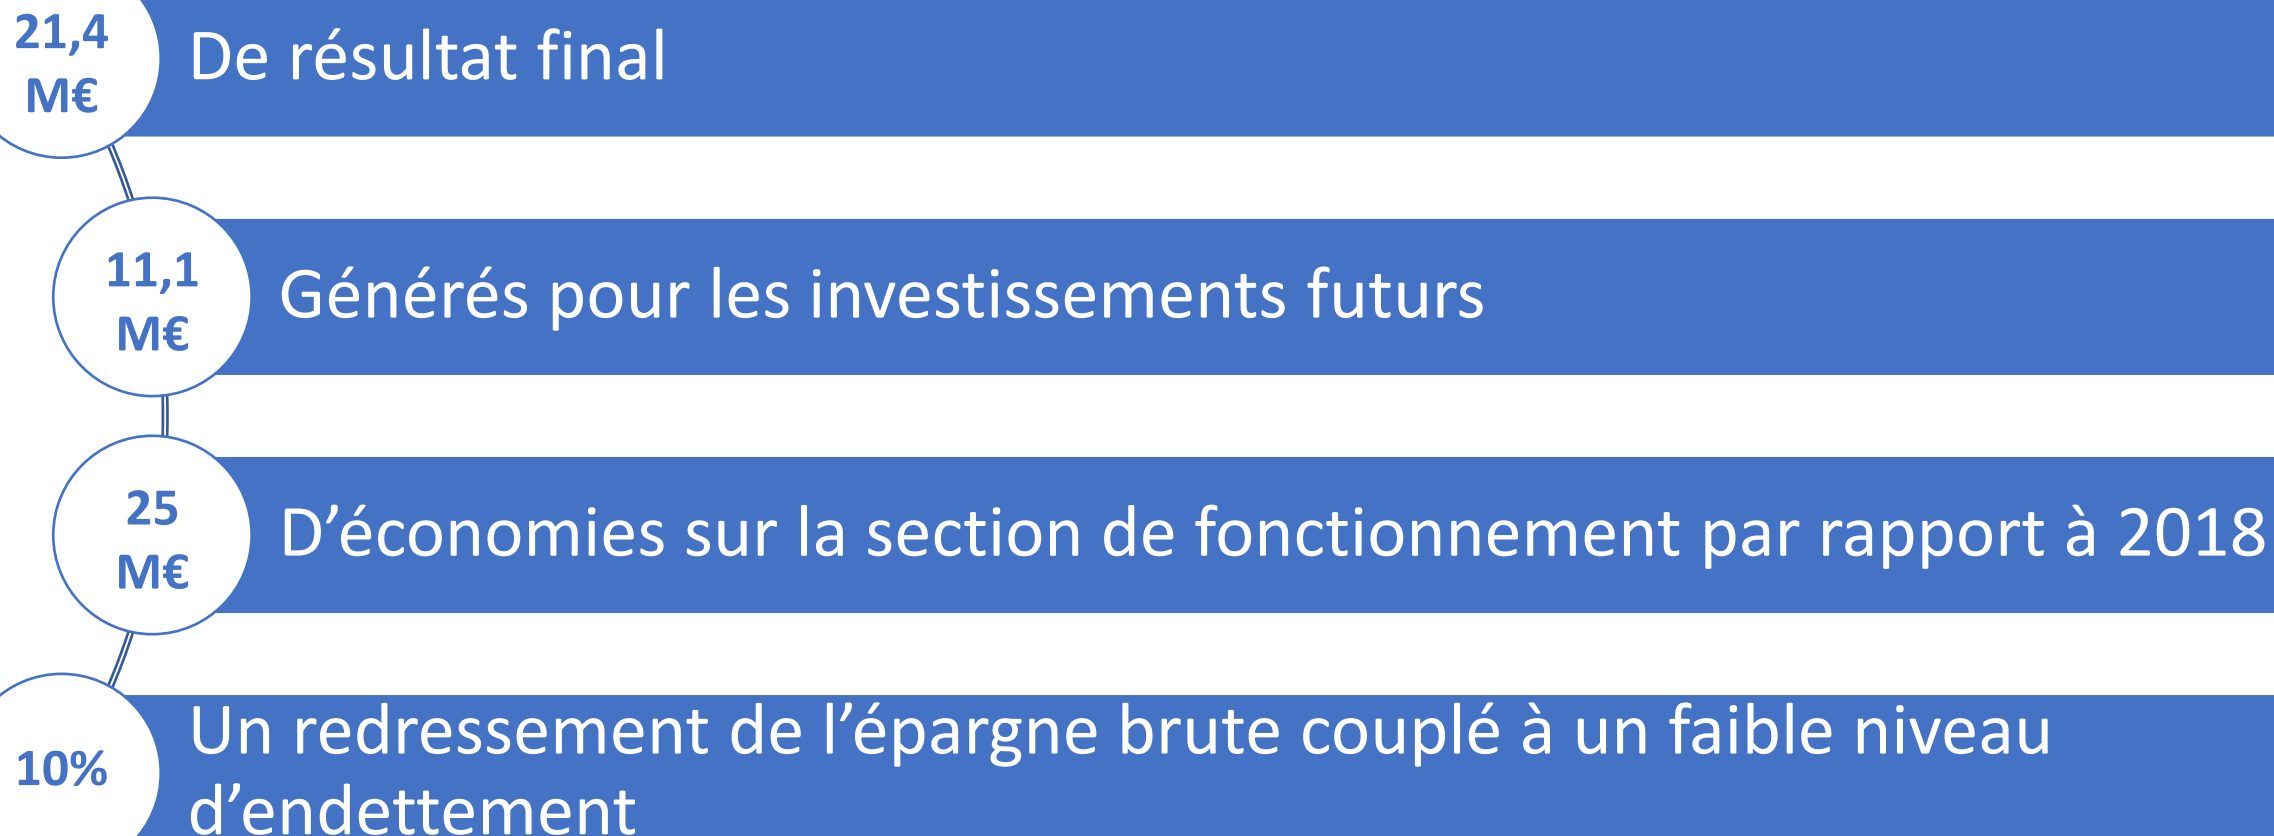 21,4
M€
De résultat final
11,1
M€
Générés pour les investissements futurs
25
M€
D’économies sur la section de fonctionnement par rapport à 2018
10%
Un redressement de l’épargne brute couplé à un faible niveau
d’endettement